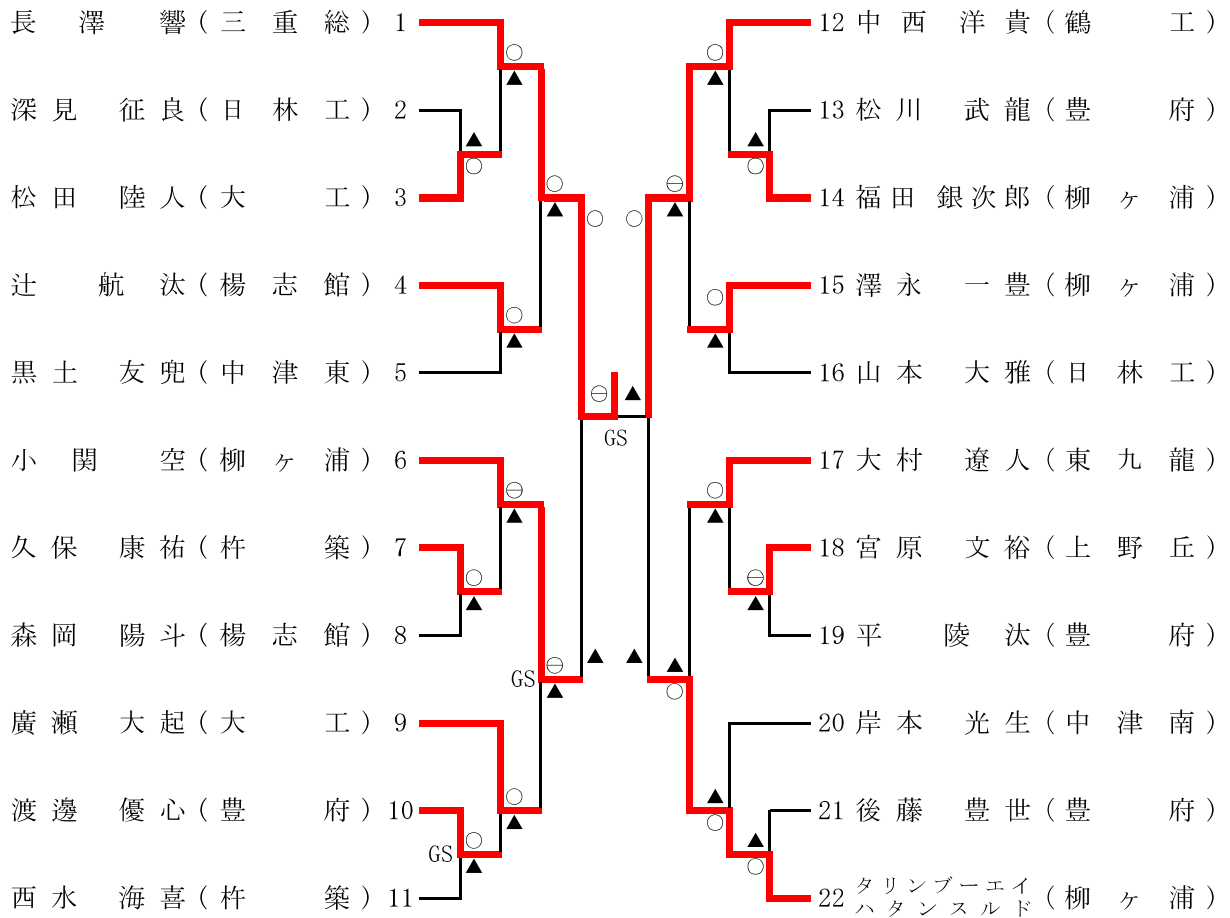 長澤 響(三重総) 1
深見 征良(日林工) 2
松田 陸人(大 工) 3
辻 航汰(楊志館) 4
黒土 友兜(中津東) 5
小関 空(柳ヶ浦) 6
久保 康祐(杵 築) 7
森岡 陽斗(楊志館) 8
廣瀬 大起(大 工) 9
渡邊 優心(豊 府) 10
西水 海喜(杵 築) 11
GS
GS
GS
12 中西 洋貴(鶴 工)
13 松川 武龍(豊 府)
14 福田 銀次郎(柳ヶ浦)
15 澤永 一豊(柳ヶ浦)
16 山本 大雅(日林工)
17 大村 遼人(東九龍)
18 宮原 文裕(上野丘)
19 平 陵汰(豊 府)
20 岸本 光生(中津南)
21 後藤 豊世(豊 府)
22 タリンブーエイ
ハタンスルド (柳ヶ浦)